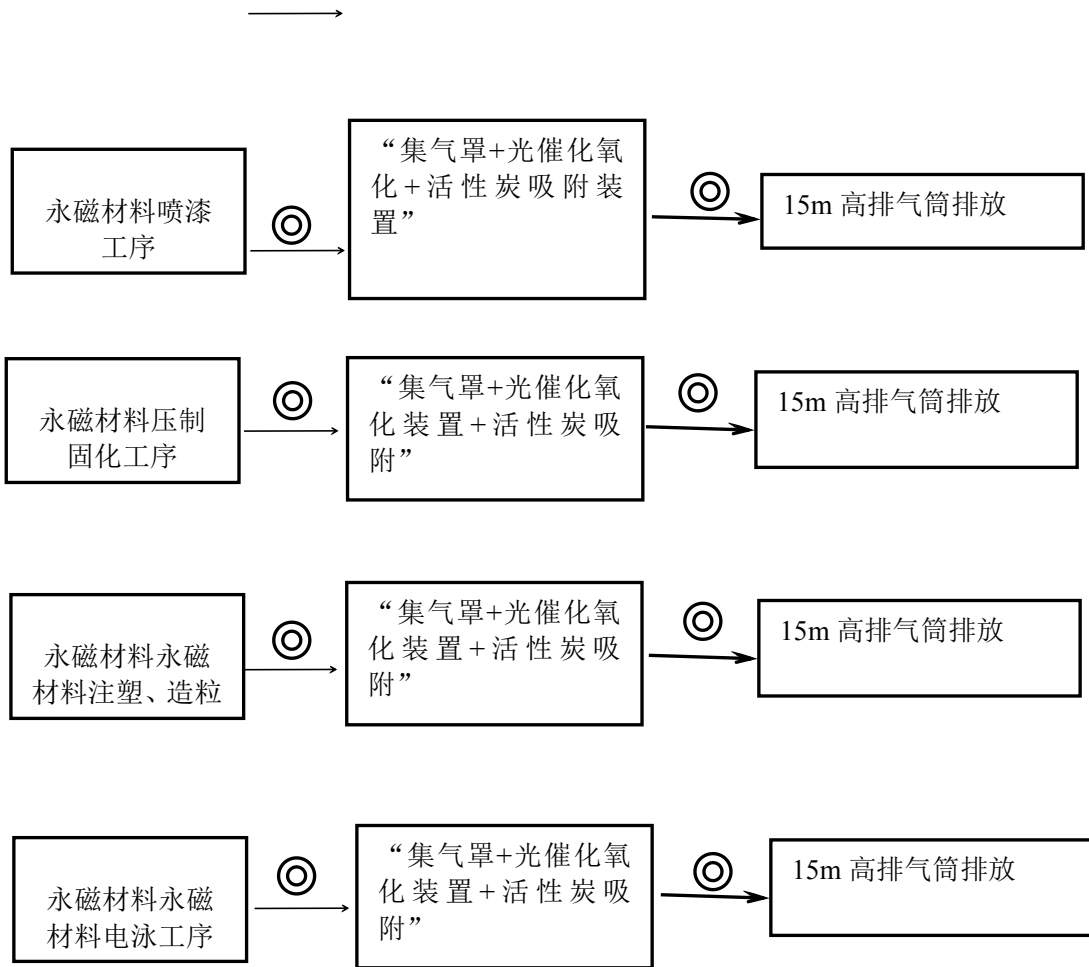 永磁材料喷漆
工序
“集气罩+光催化氧
化+活性炭吸附装
置”
15m 高排气筒排放
永磁材料压制
固化工序
“集气罩+光催化氧
化装置+活性炭吸
附”
15m 高排气筒排放
永磁材料永磁
材料注塑、造粒
“集气罩+光催化氧
化装置+活性炭吸
附”
15m 高排气筒排放
永磁材料永磁
材料电泳工序
“集气罩+光催化氧
化装置+活性炭吸
附”
15m 高排气筒排放